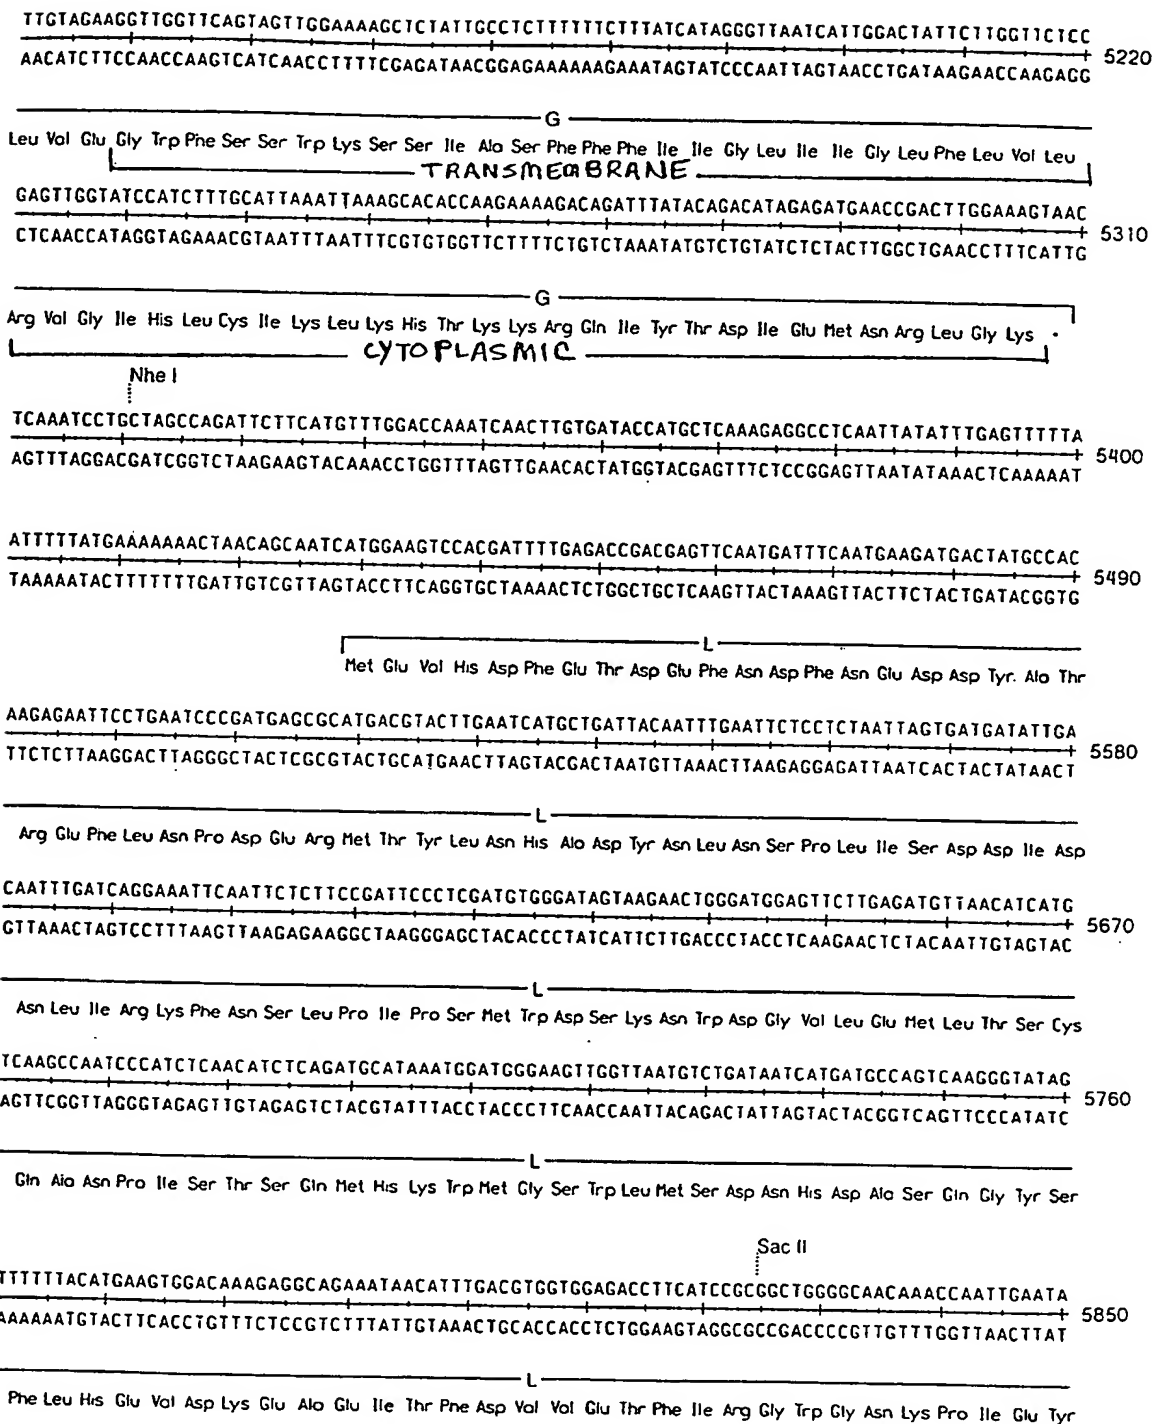 TTGTAGAAGGTTGGTTCAGTAGTTGGAAAAGCTCTATTGCCTCTTTTTTCTTTATCATAGGGTTAATCATTGGACTATTCTTGGTTCTCC
5220
AACATCTTCCAACCAAGTCATCAACCTTTTCGAGATAACGGAGAAAAAAGAAATAGTATCCCAATTAGTAACCTGATAAGAACCAAGAGG
G
Leu Val Glu Gly Trp Phe Ser Ser Trp Lys Ser Ser Ile Ala Ser Phe Phe Phe Ile Ile Gly Leu Ile Ile Gly Leu Phe Leu Val Leu
TRANSMEMBRANE
GAGTTGGTATCCATCTTTGCATTAAATTAAAGCACACCAAGAAAAGACAGATTTATACAGACATAGAGATGAACCGACTTGGAAAGTAAC
5310
CTCAACCATAGGTAGAAACGTAATTTAATTTCGTGTGGTTCTTTTCTGTCTAAATATGTCTGTATCTCTACTTGGCTGAACCTTTCATTG
G
Arg Val Gly Ile His Leu Cys Ile Lys Leu Lys His Thr Lys Lys Arg Gln Ile Tyr Thr Asp Ile Glu Met Asn Arg Leu Gly Lys .
CYTOPLASMIC
Nhe I
TCAAATCCTGCTAGCCAGATTCTTCATGTTTGGACCAAATCAACTTGTGATACCATGCTCAAAGAGGCCTCAATTATATTTGAGTTTTTA
5400
AGTTTAGGACGATCGGTCTAAGAAGTACAAACCTGGTTTAGTTGAACACTATGGTACGAGTTTCTCCGGAGTTAATATAAACTCAAAAAT
ATTTTTATGAAAAAAACTAACAGCAATCATGGAAGTCCACGATTTTGAGACCGACGAGTTCAATGATTTCAATGAAGATGACTATGCCAC
5490
TAAAAATACTTTTTTTGATTGTCGTTAGTACCTTCAGGTGCTAAAACTCTGGCTGCTCAAGTTACTAAAGTTACTTCTACTGATACGGTG
L
Met Glu Val His Asp Phe Glu Thr Asp Glu Phe Asn Asp Phe Asn Glu Asp Asp Tyr Ala Thr
AAGAGAATTCCTGAATCCCGATGAGCGCATGACGTACTTGAATCATGCTGATTACAATTTGAATTCTCCTCTAATTAGTGATGATATTGA
5580
TTCTCTTAAGGACTTAGGGCTACTCGCGTACTGCATGAACTTAGTACGACTAATGTTAAACTTAAGAGGAGATTAATCACTACTATAACT
L
Arg Glu Phe Leu Asn Pro Asp Glu Arg Met Thr Tyr Leu Asn His Ala Asp Tyr Asn Leu Asn Ser Pro Leu Ile Ser Asp Asp Ile Asp
CAATTTGATCAGGAAATTCAATTCTCTTCCGATTCCCTCGATGTGGGATAGTAAGAACTGGGATGGAGTTCTTGAGATGTTAACATCATG
5670
GTTAAACTAGTCCTTTAAGTTAAGAGAAGGCTAAGGGAGCTACACCCTATCATTCTTGACCCTACCTCAAGAACTCTACAATTGTAGTAC
L
Asn Leu Ile Arg Lys Phe Asn Ser Leu Pro Ile Pro Ser Met Trp Asp Ser Lys Asn Trp Asp Gly Val Leu Glu Met Leu Thr Ser Cys
TCAAGCCAATCCCATCTCAACATCTCAGATGCATAAATGGATGGGAAGTTGGTTAATGTCTGATAATCATGATGCCAGTCAAGGGTATAG
5760
AGTTCGGTTAGGGTAGAGTTGTAGAGTCTACGTATTTACCTACCCTTCAACCAATTACAGACTATTAGTACTACGGTCAGTTCCCATATC
L
Gln Ala Asn Pro Ile Ser Thr Ser Gln Met His Lys Trp Met Gly Ser Trp Leu Met Ser Asp Asn His Asp Ala Ser Gln Gly Tyr Ser
Sac II
TTTTTTACATGAAGTGGACAAAGAGGCAGAAATAACATTTGACGTGGTGGAGACCTTCATCCGCGGCTGGGGCAACAAACCAATTGAATA
5850
AAAAAATGTACTTCACCTGTTTCTCCGTCTTTATTGTAAACTGCACCACCTCTGGAAGTAGGCGCCGACCCCGTTGTTTGGTTAACTTAT
L
Phe Leu His Glu Val Asp Lys Glu Ala Glu Ile Thr Phe Asp Val Val Glu Thr Phe Ile Arg Gly Trp Gly Asn Lys Pro Ile Glu Tyr